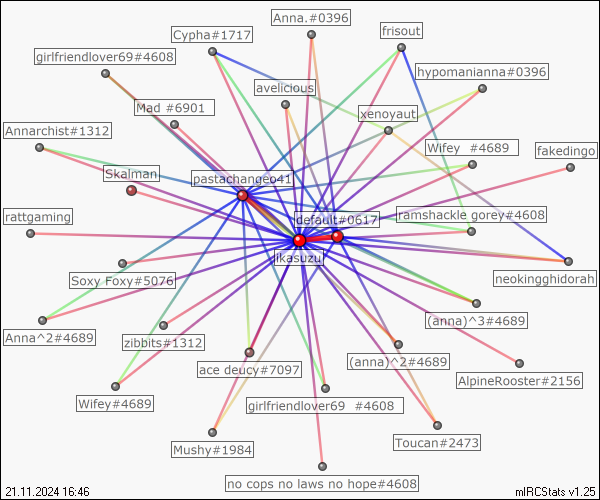 Anna.#0396
Cypha#1717
frisout
girlfriendlover69#4608
hypomanianna#0396
avelicious
Mad #6901
xenoyaut
Annarchist#1312
Wifey  #4689
fakedingo
Skalman
pastachangeo41
rattgaming
default#0617
ramshackle gorey#4608
jikasuzu
Soxy Foxy#5076
neokingghidorah
(anna)^3#4689
Anna^2#4689
zibbits#1312
(anna)^2#4689
ace deucy#7097
AlpineRooster#2156
Wifey#4689
girlfriendlover69  #4608
Mushy#1984
Toucan#2473
no cops no laws no hope#4608
21.11.2024 16:46
mIRCStats v1.25